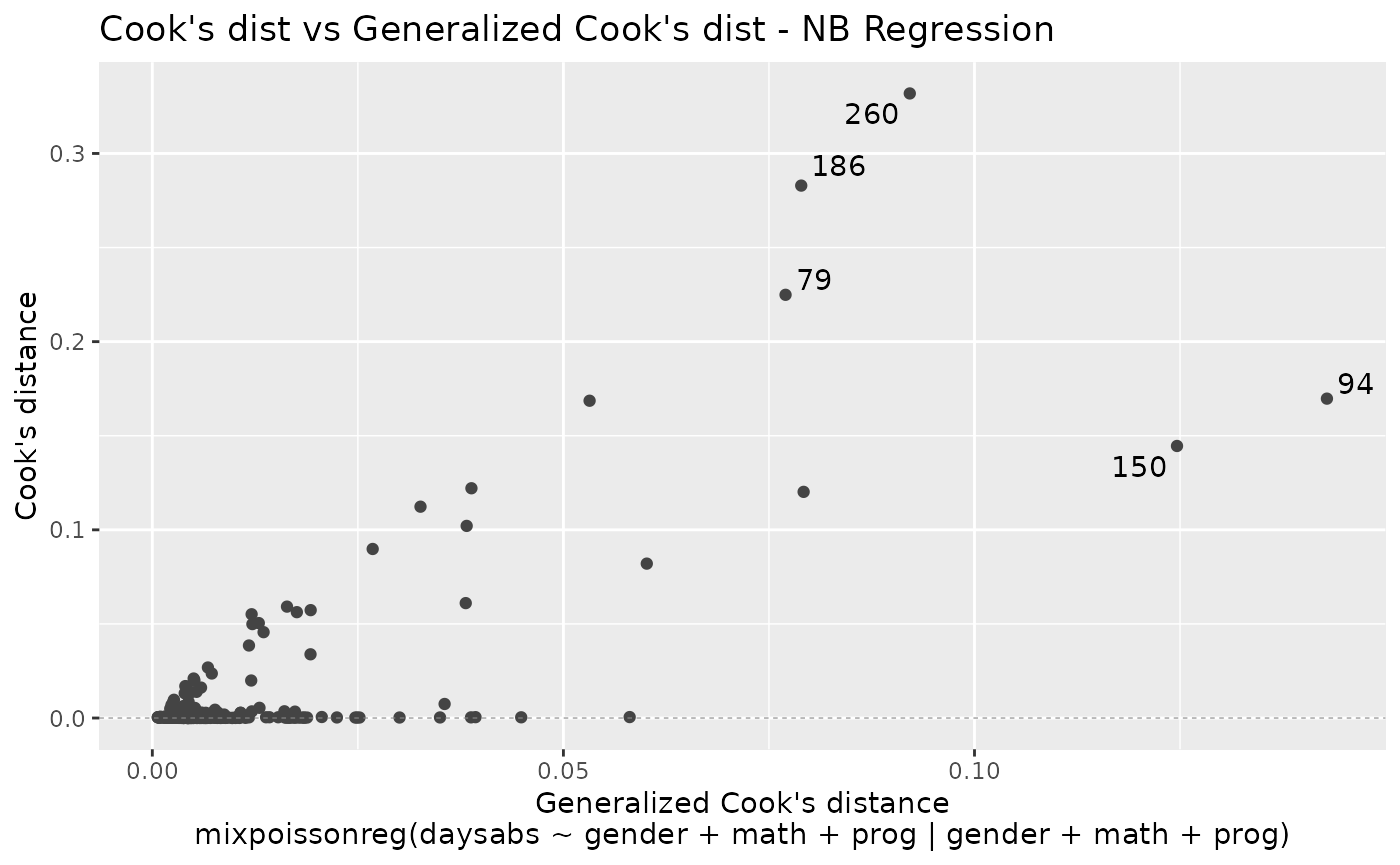 Cook's dist vs Generalized Cook's dist - NB Regression
260
0.3
186
79
0.2
94
150
Cook's distance
0.1
0.0
0.00 0.05 0.10
Generalized Cook's distance
mixpoissonreg(daysabs ~ gender + math + prog | gender + math + prog)